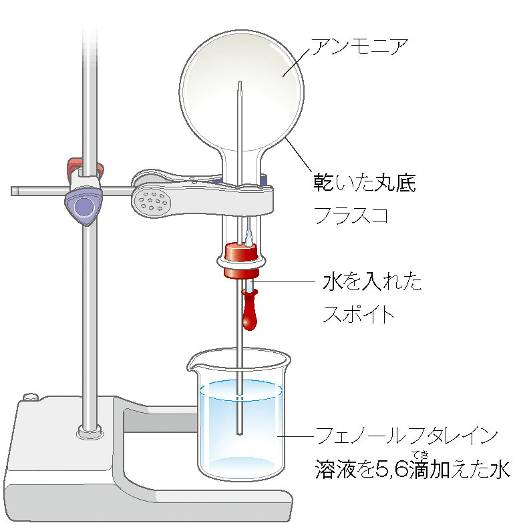 アンモニア
乾いた丸底
フラスコ
水を入れた
スポイト
フェノールフタレイン
てき
溶液を5,6滴加えた水